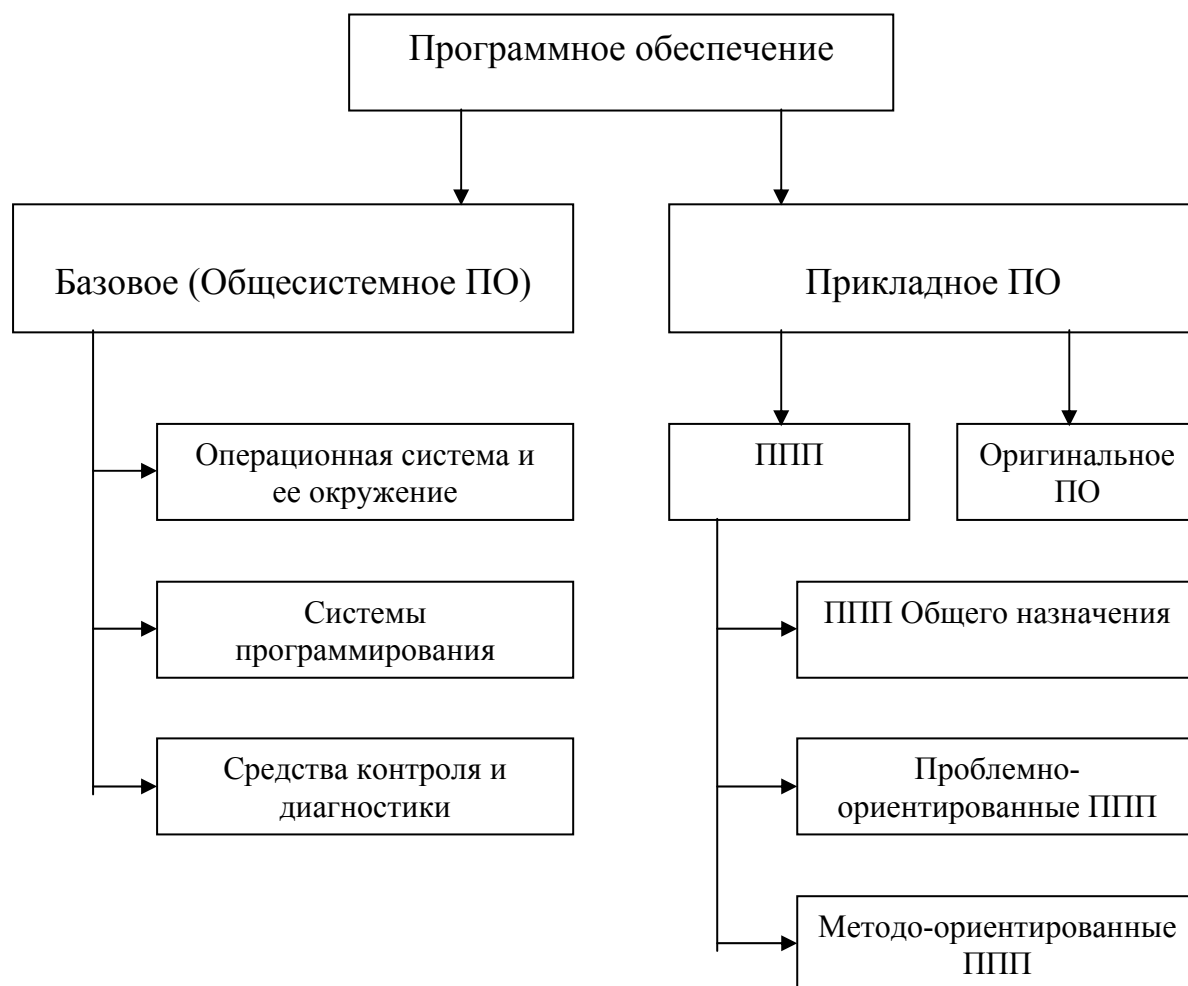 Программное обеспечение
Базовое (Общесистемное ПО)
Прикладное ПО
Операционная система и
ее окружение
ППП
Оригинальное
ПО
Системы
программирования
ППП Общего назначения
Средства контроля и
диагностики
Проблемно-
ориентированные ППП
Методо-ориентированные
ППП